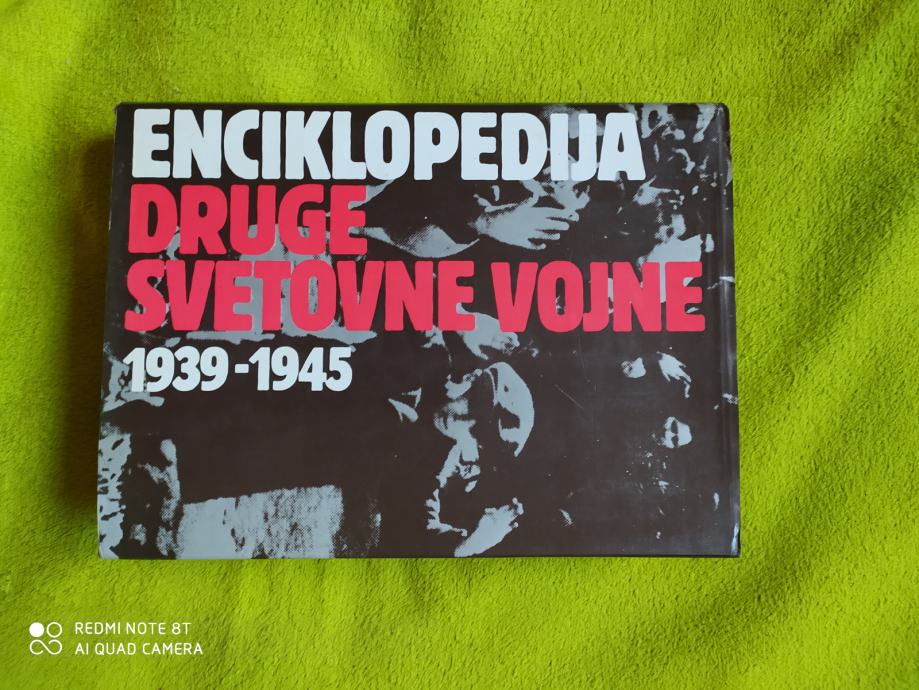 ENCIKLOPEDIJA
DRUGE
SVETOVNE VOJNE
1939-1945
REDMI NOTE 8T
AI QUAD CAMERA